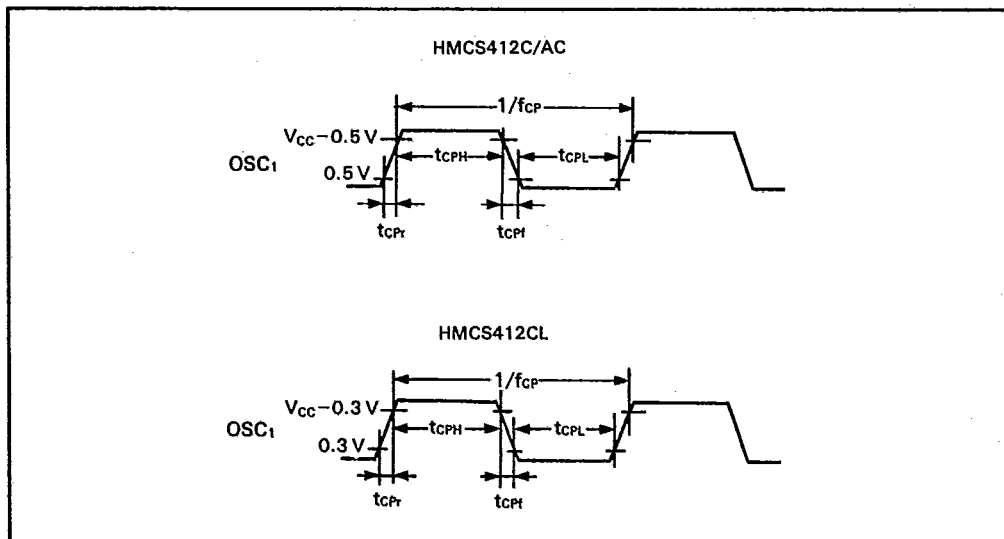 HMCS412C/AC
1/fCP
VCC−0.5 V
tCPH
tCPL
OSC1
0.5 V
tCPr
tCPf
HMCS412CL
1/fCP
VCC−0.3 V
tCPH
tCPL
OSC1
0.3 V
tCPr
tCPf